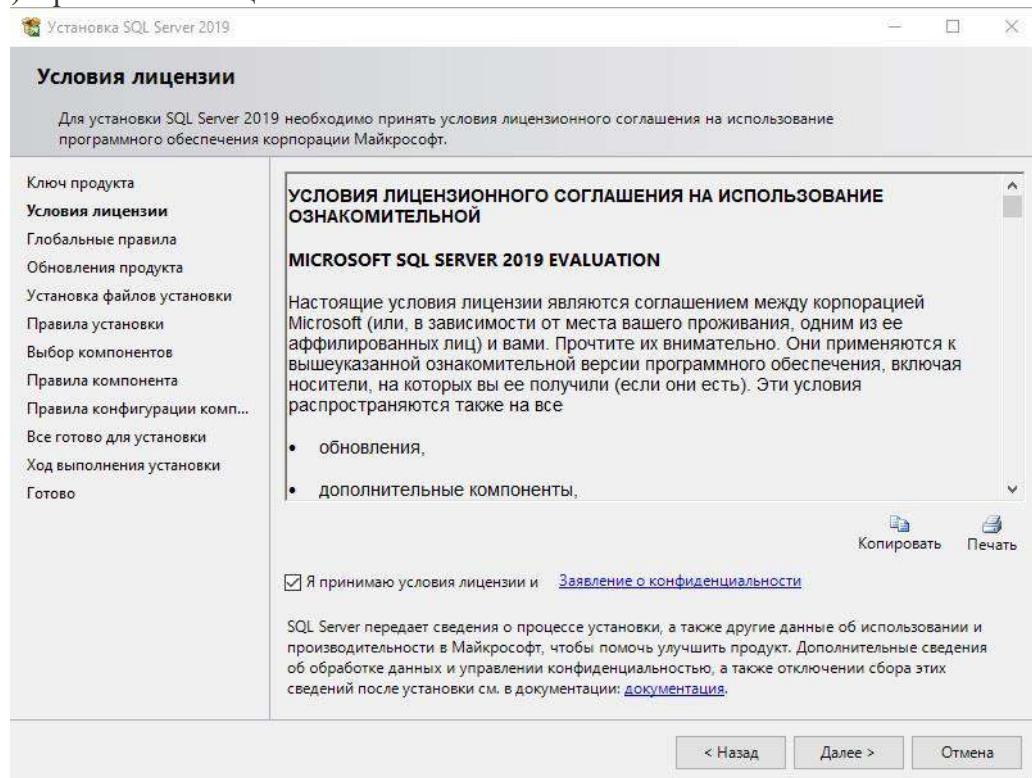 Установка SQL Server 2019
Условия лицензии
Для установки SQL Server 2019 необходимо принять условия лицензионного соглашения на использование
программного обеспечения корпорации Майкрософт.
Ключ продукта
Условия лицензии
Глобальные правила
Обновления продукта
Установка файлов установки
Правила установки
Выбор компонентов
Правила компонента
Правила конфигурации комп...
Все готово для установки
Ход выполнения установки
Готово
УСЛОВИЯ ЛИЦЕНЗИОННОГО СОГЛАШЕНИЯ НА ИСПОЛЬЗОВАНИЕ
ОЗНАКОМИТЕЛЬНОЙ
MICROSOFT SQL SERVER 2019 EVALUATION
Настоящие условия лицензии являются соглашением между корпорацией
Microsoft (или, в зависимости от места вашего проживания, одним из ее
аффилированных лиц) и вами. Прочтите их внимательно. Они применяются к
вышеуказанной ознакомительной версии программного обеспечения, включая
носители, на которых вы ее получили (если они есть). Эти условия
распространяются также на все
• обновления,
• дополнительные компоненты,
Копировать Печать
Я принимаю условия лицензии и Заявление о конфиденциальности
SQL Server передает сведения о процессе установки, а также другие данные об использовании и
производительности в Майкрософт, чтобы помочь улучшить продукт. Дополнительные сведения
об обработке данных и управлении конфиденциальностью, а также отключении сбора этих
сведений после установки см. в документации: документация.
< Назад Далее > Отмена